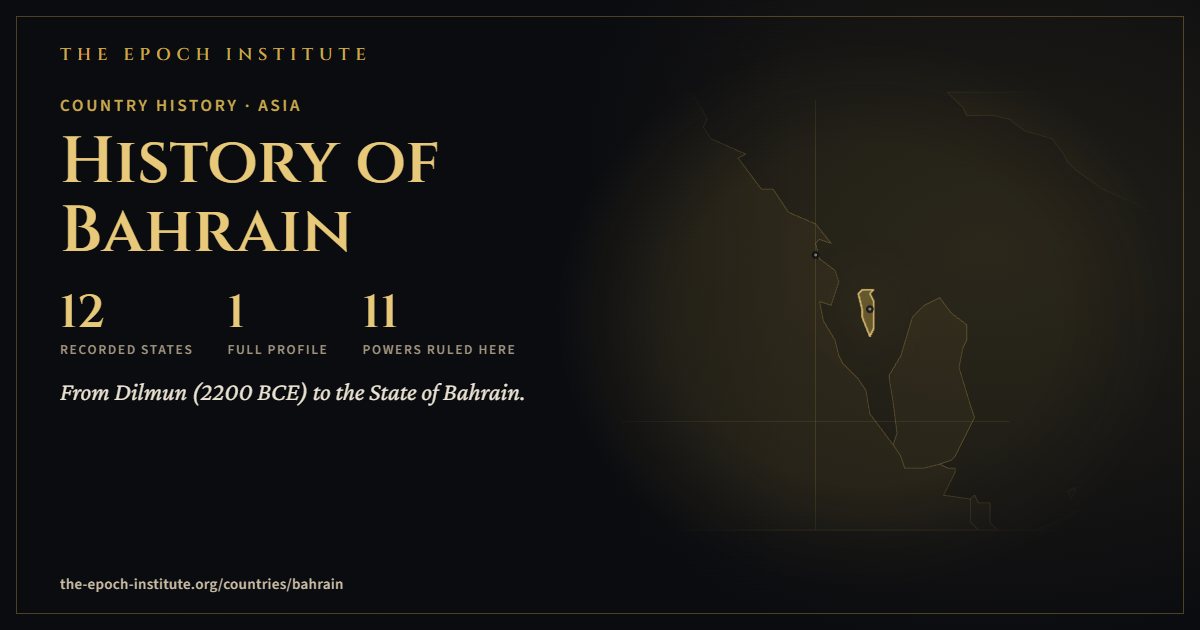 THE EPOCH INSTITUTE
COUNTRY HISTORY · ASIA
HISTORY OF
BAHRAIN
12 1 11
RECORDED STATES FULL PROFILE POWERS RULED HERE
From Dilmun (2200 BCE) to the State of Bahrain.
the-epoch-institute.org/countries/bahrain